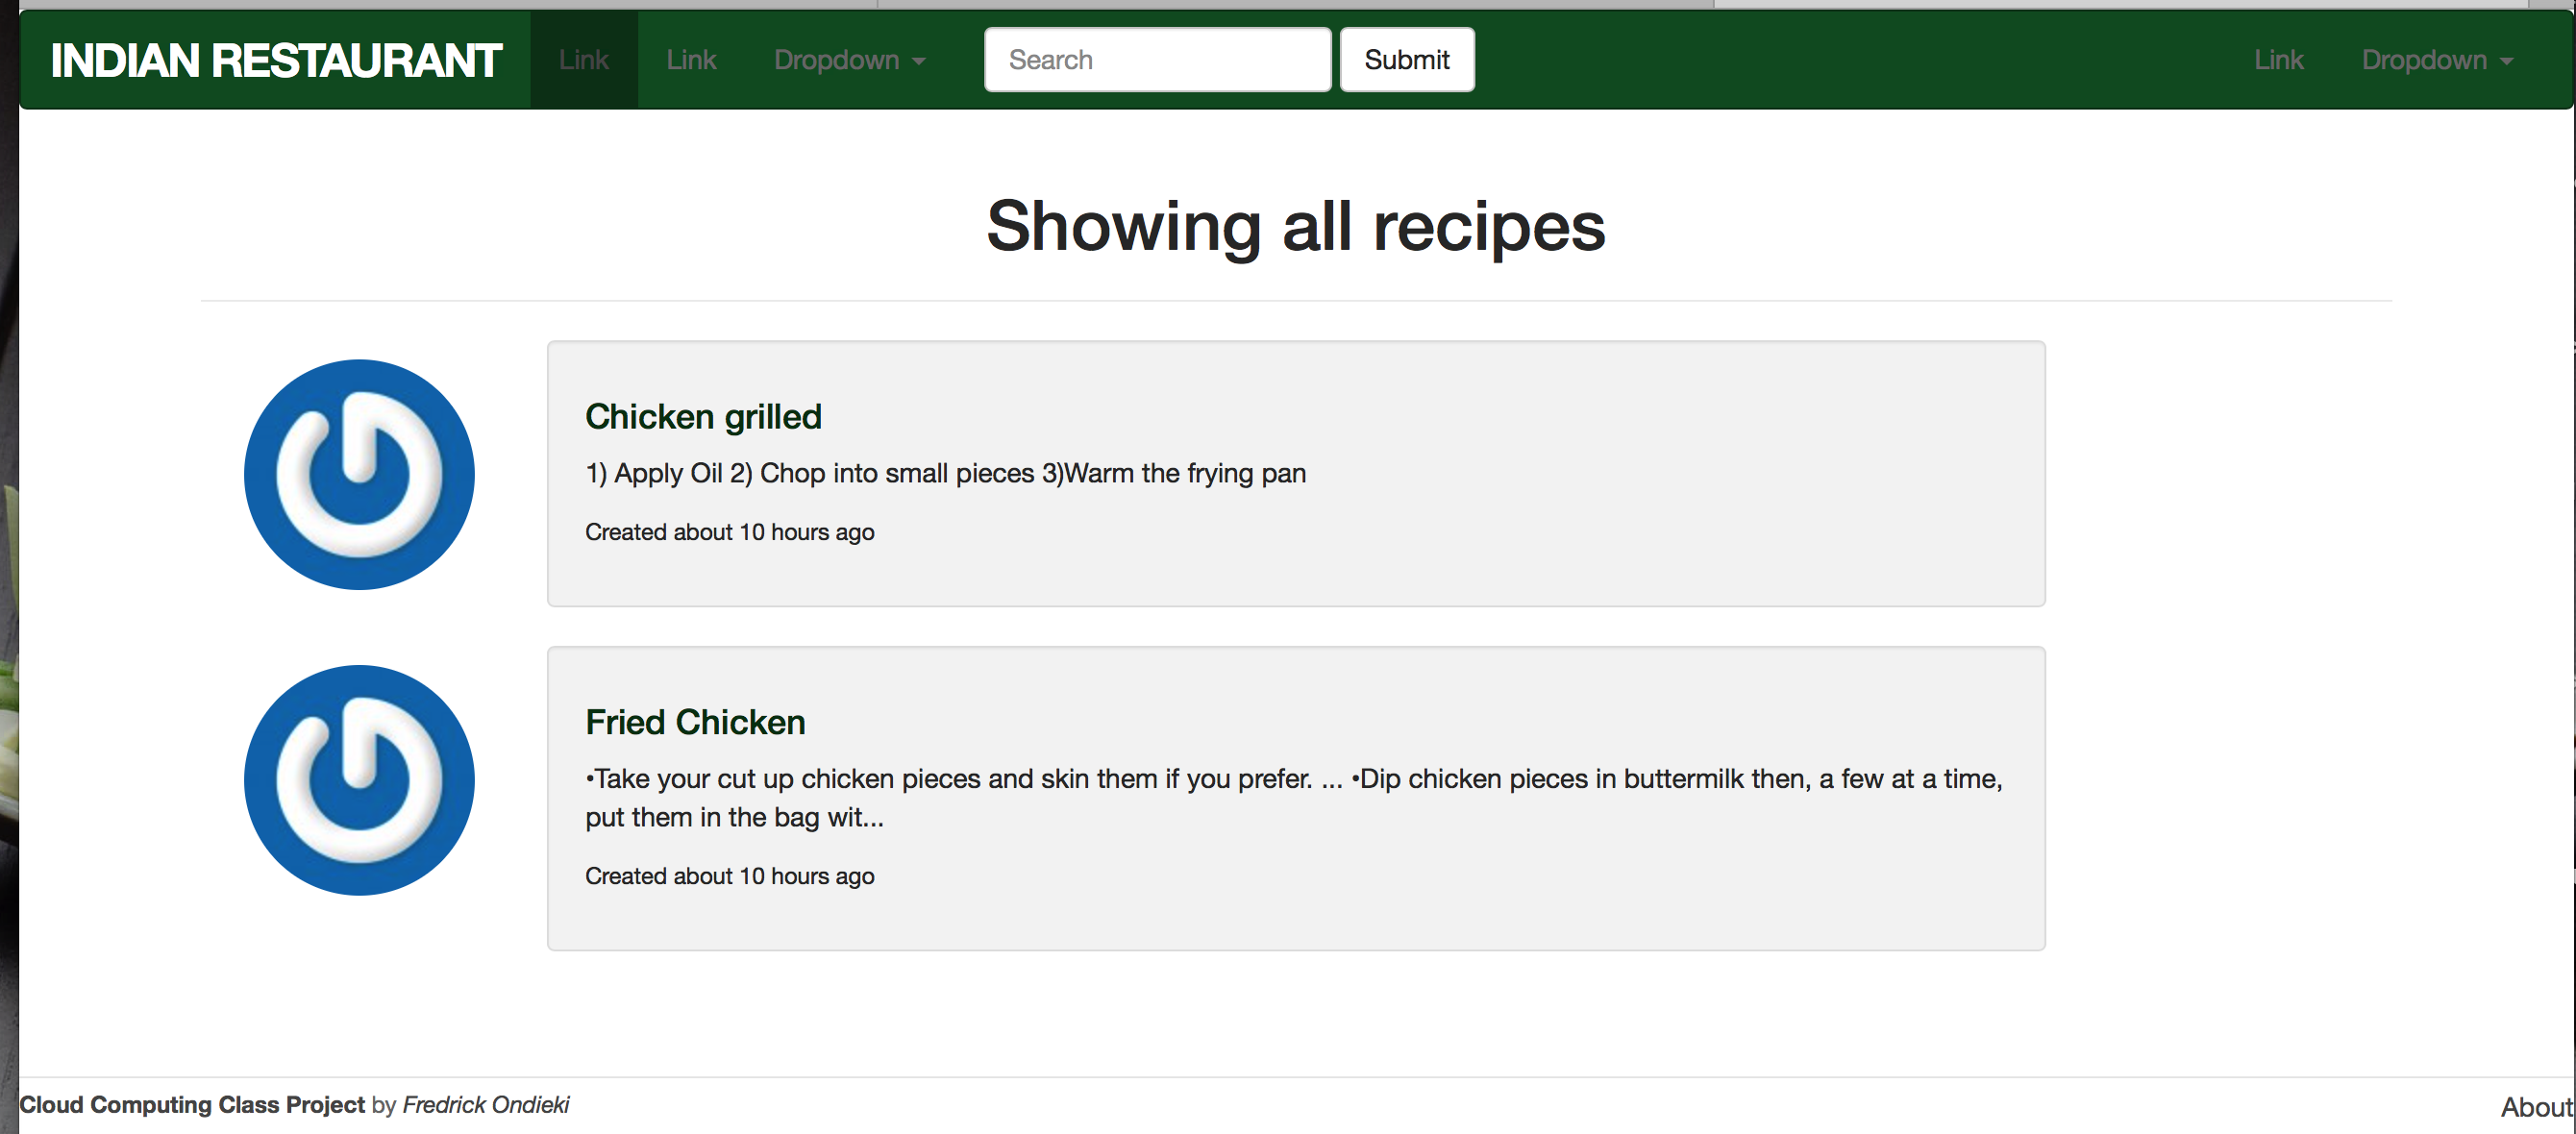 INDIAN RESTAURANT Link Link Dropdown Search Submit Link Dropdown
Showing all recipes
Chicken grilled
1) Apply Oil 2) Chop into small pieces 3)Warm the frying pan
Created about 10 hours ago
Fried Chicken
•Take your cut up chicken pieces and skin them if you prefer. ... •Dip chicken pieces in buttermilk then, a few at a time,
put them in the bag wit...
Created about 10 hours ago
Cloud Computing Class Project by Fredrick Ondieki About